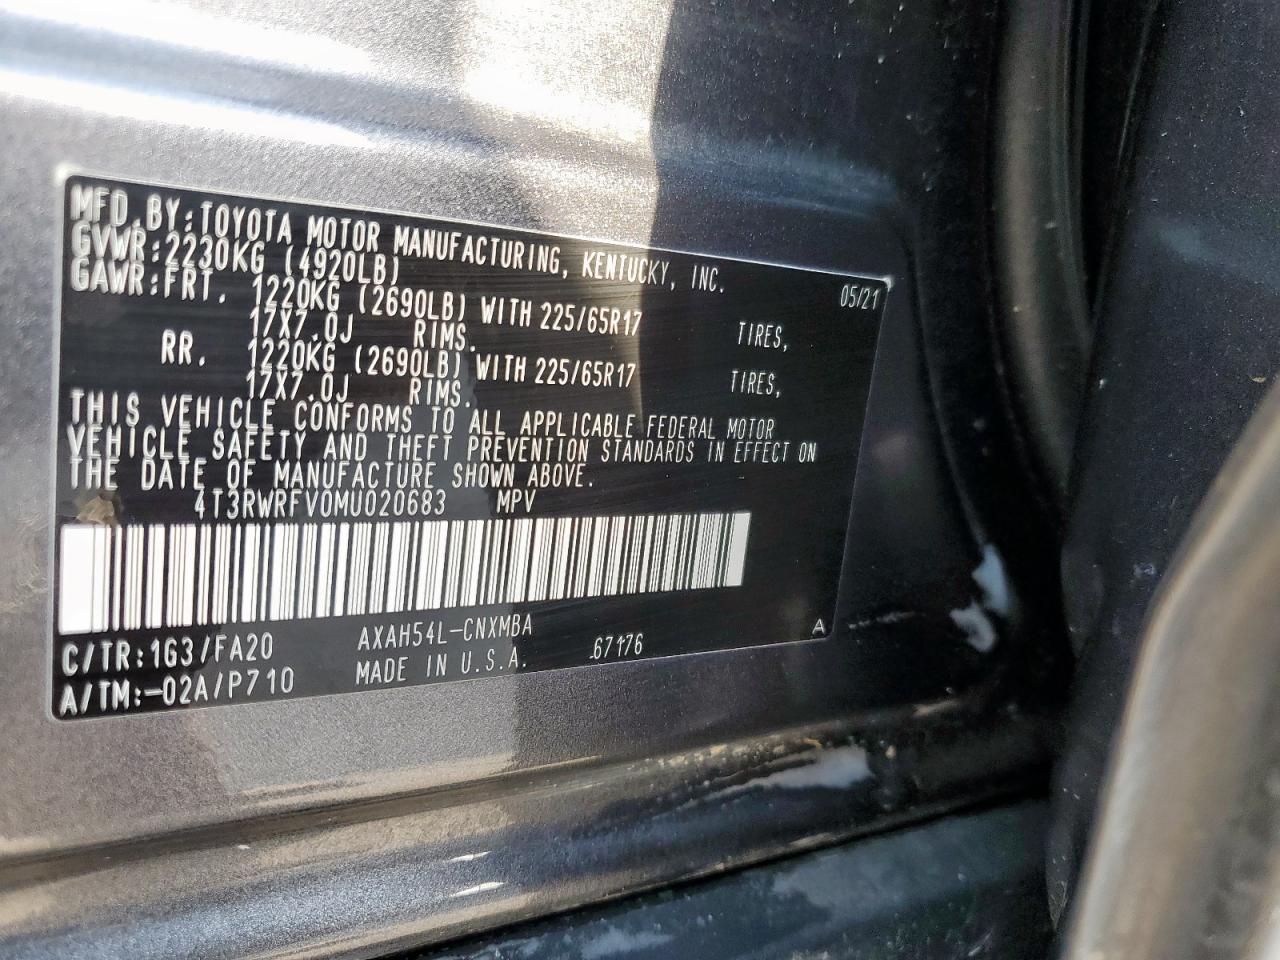 MFD.BY:TOYOTA MOTOR MANUFACTURING, KENTUCKY, INC.
GVWR:2230KG (4920LB) 05/21
GAWR:FRT. 1220KG (2690LB) WITH 225/65R17 TIRES,
17X7.0J RIMS.
RR. 1220KG (2690LB) WITH 225/65R17 TIRES,
17X7.0J RIMS.
THIS VEHICLE CONFORMS TO ALL APPLICABLE FEDERAL MOTOR
VEHICLE SAFETY AND THEFT PREVENTION STANDARDS IN EFFECT ON
THE DATE OF MANUFACTURE SHOWN ABOVE.
4T3RWRFV0MU020683 MPV
C/TR:1G3/FA20 AXAH54L-CNXMBA A
A/TM:-02A/P710 MADE IN U.S.A. 67176